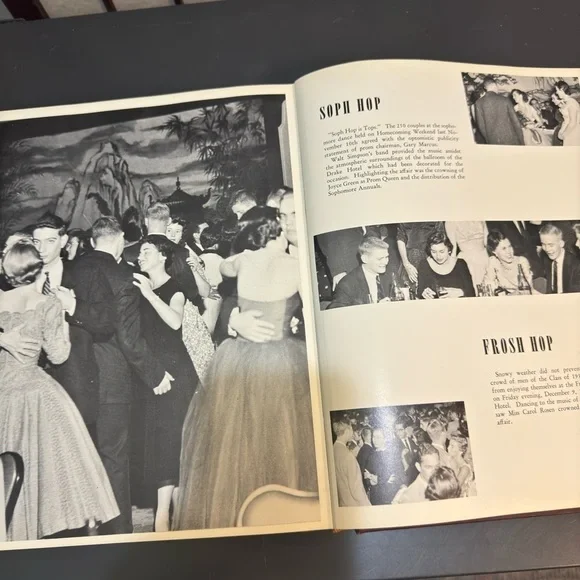 SOPH HOP
"Soph Hop is Tops." The 256 couples at the sopho-
more dance held on Homecoming Weekend last No-
vember 10th agreed with the optimistic publicity
statement of prom chairman, Gary Marcus.
Walt Simpson's band provided the music amidst
the atmospheric surroundings of the ballroom of the
Drake Hotel which had been decorated for the
occasion. Highlighting the affair was the crowning of
Joyce Green as Prom Queen and the distribution of the
Sophomore Annuals.
FROSH HOP
Snowy weather did not preven
crowd of men of the Class of 19
from enjoying themselves at the F
on Friday evening, December 9,
Hotel. Dancing to the music of
saw Miss Carol Rosen crowned
affair.